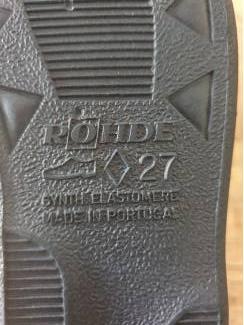 RÖHDE
27
SYNTH. ELASTOMERE
MADE IN PORTUGAL